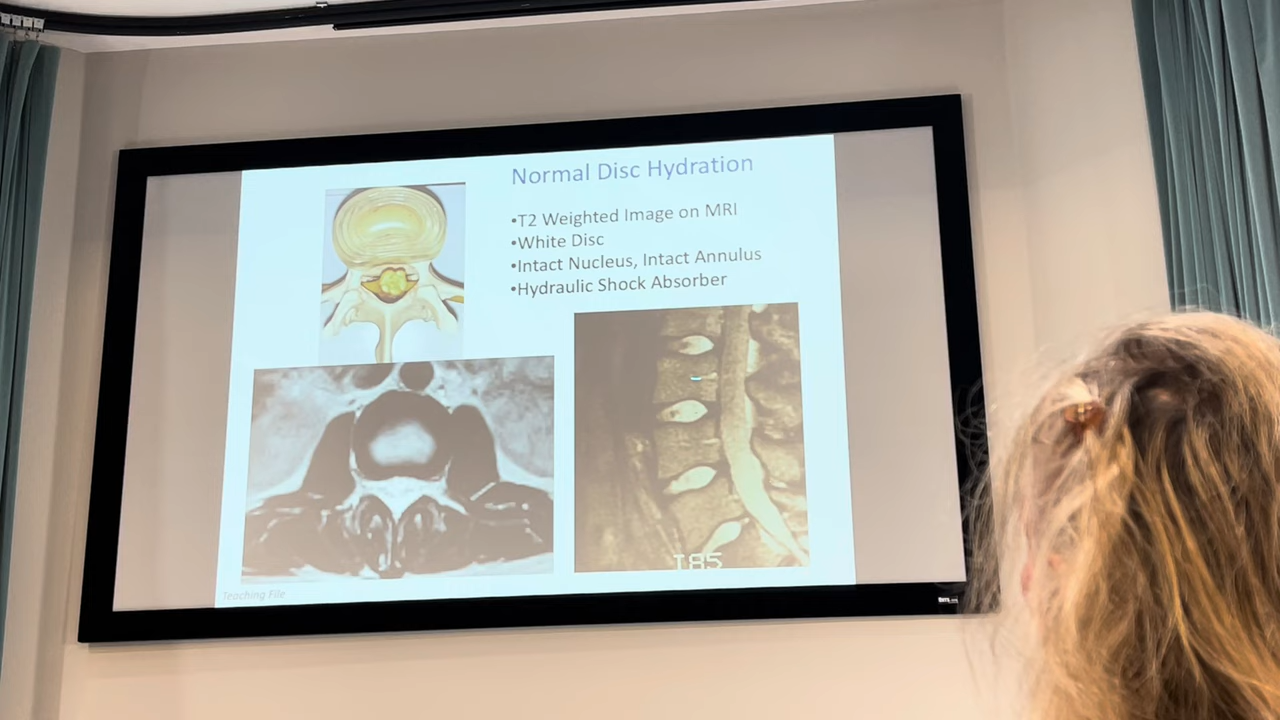 Normal Disc Hydration
•T2 Weighted Image on MRI
•White Disc
•Intact Nucleus, Intact Annulus
•Hydraulic Shock Absorber
I85
Teaching File